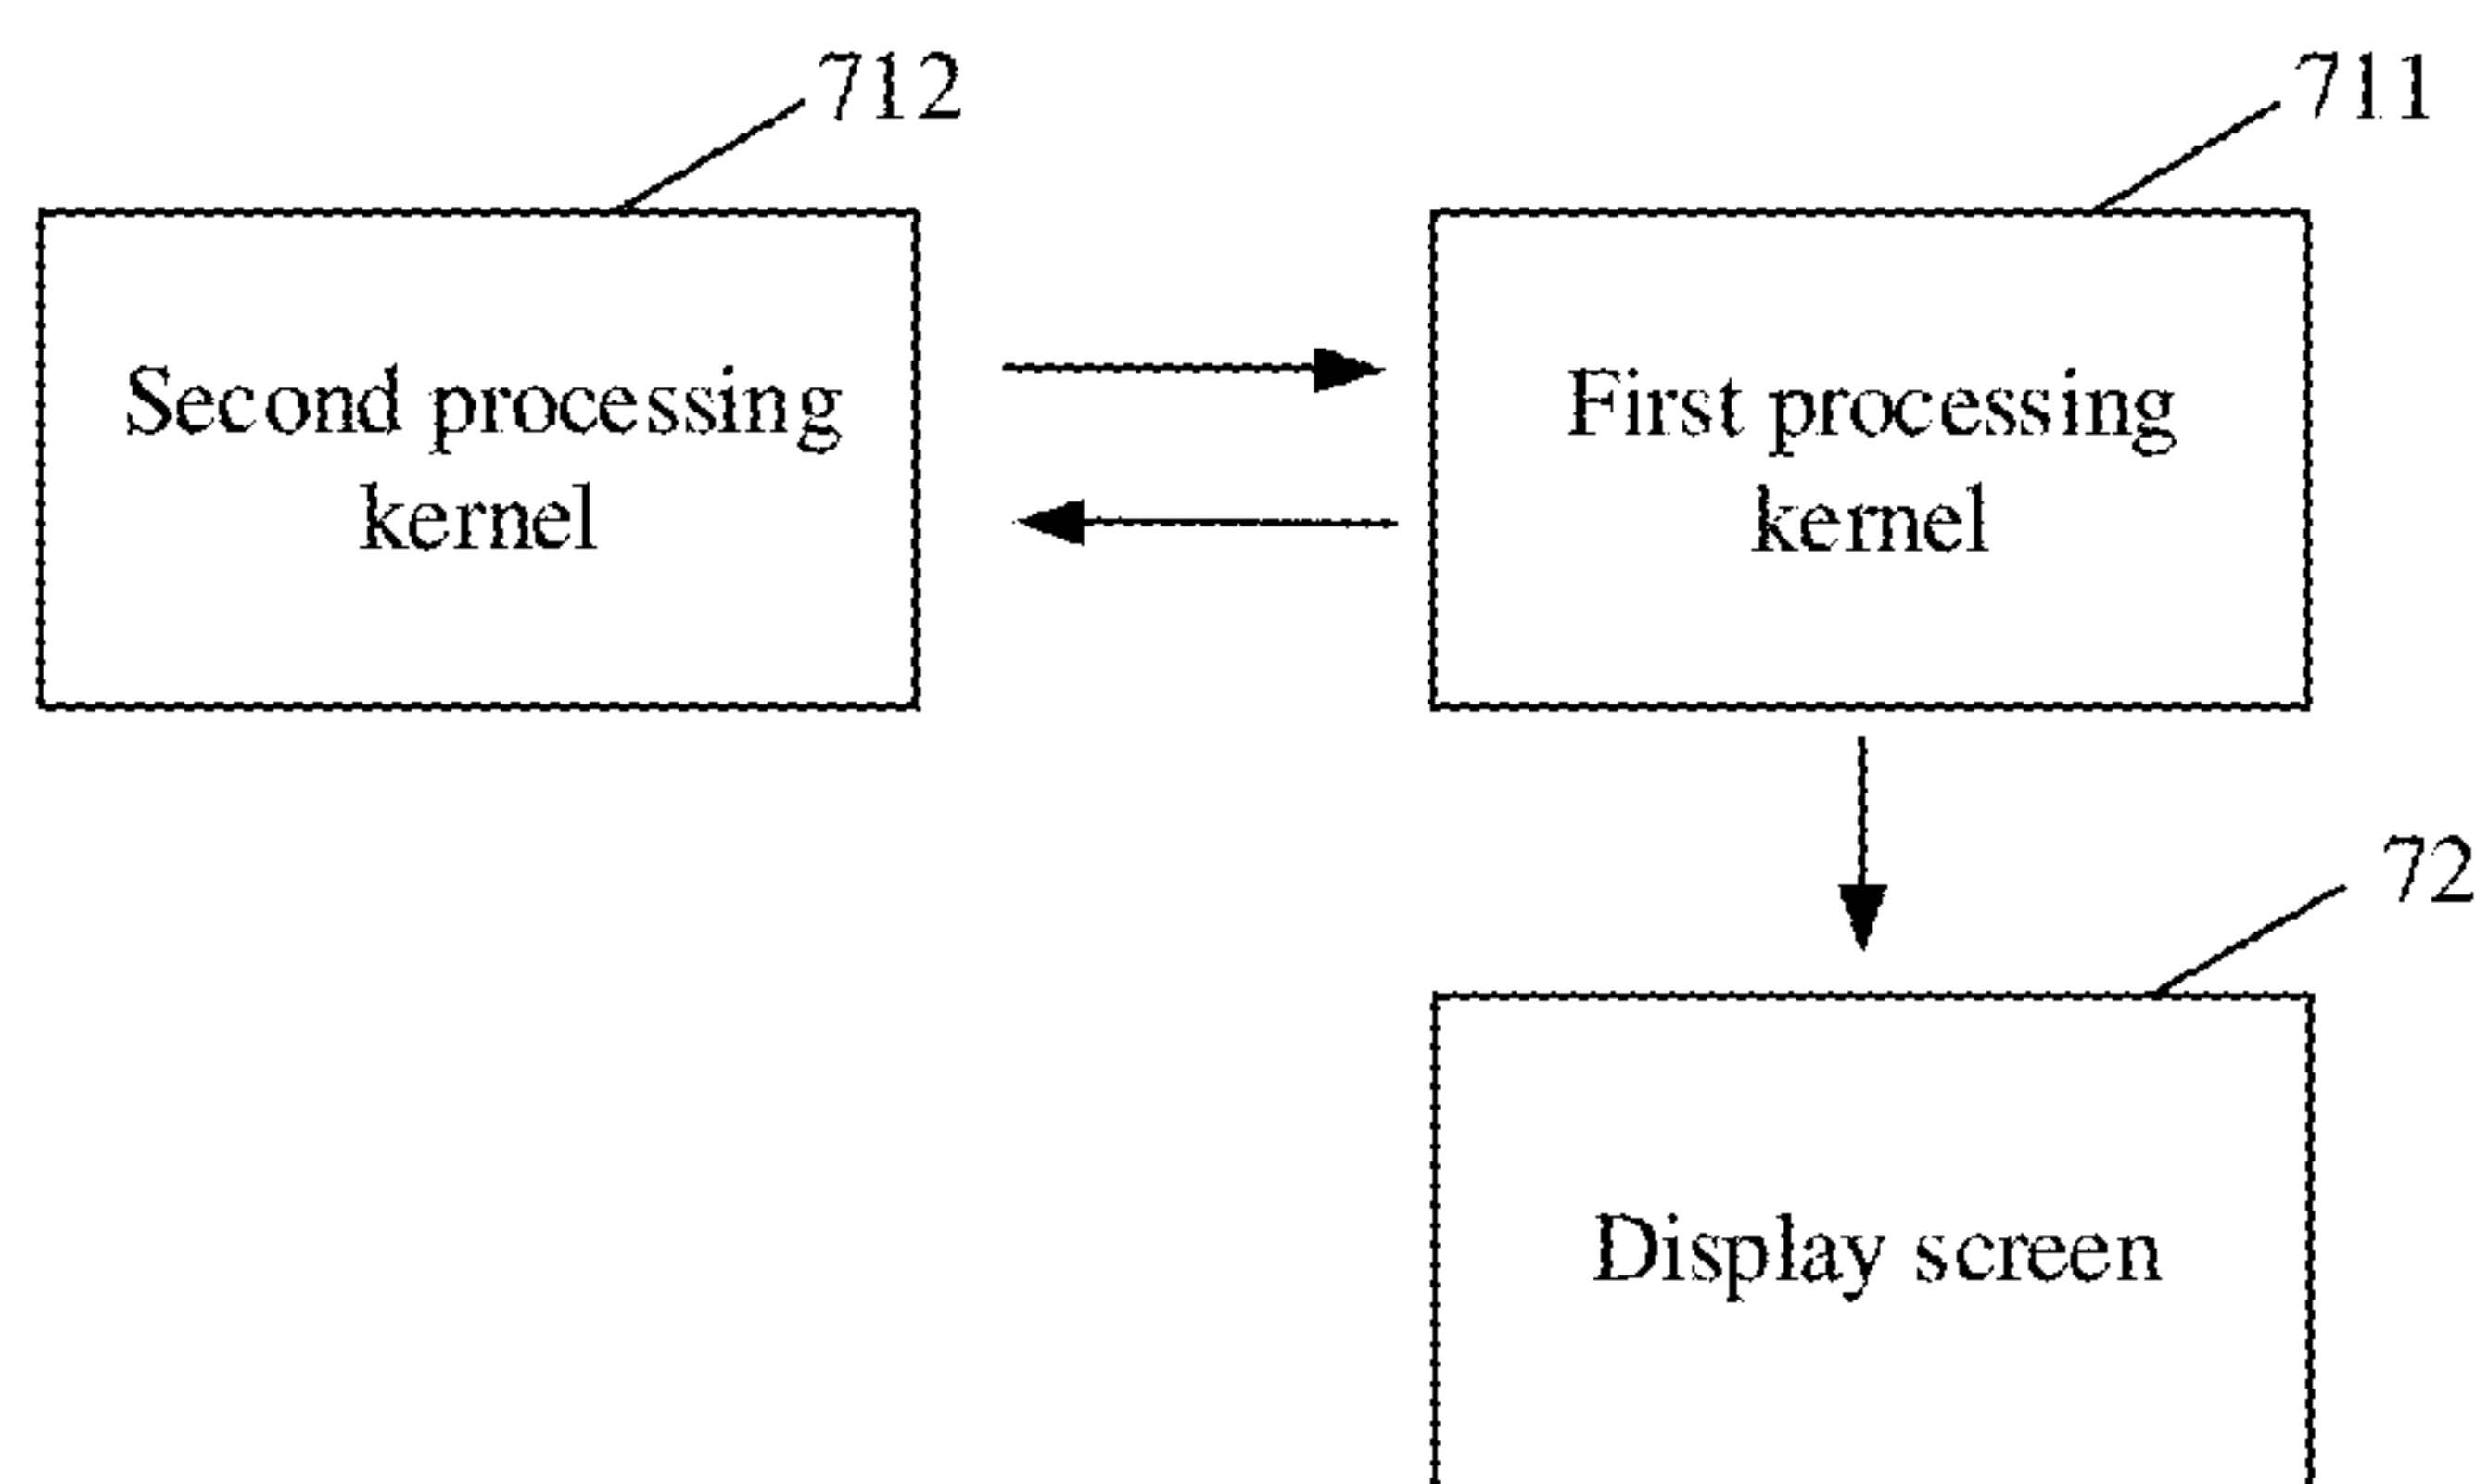 712
711
Second processing
kernel
First processing
kernel
72
Display screen